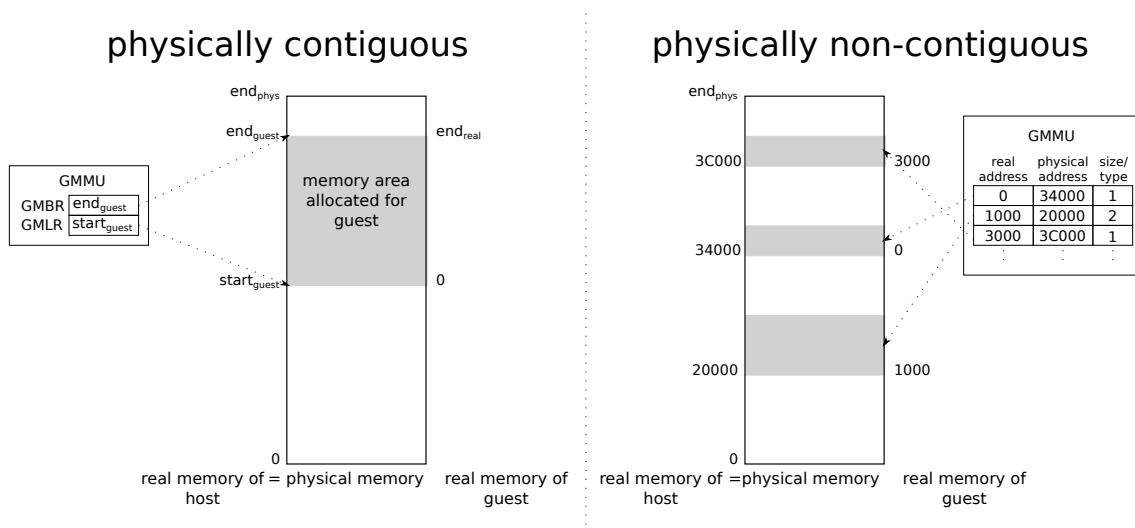 physically contiguous
end_phys
end_guest
end_real
GMMU
GMBR end_guest
GMLR start_guest
memory area
allocated for
guest
start_guest
0
0
real memory of = physical memory
host
real memory of
guest
physically non-contiguous
end_phys
3C000
3000
34000
0
20000
1000
0
GMMU
real address physical address size/ type
0 34000 1
1000 20000 2
3000 3C000 1
real memory of =physical memory
host
real memory of
guest